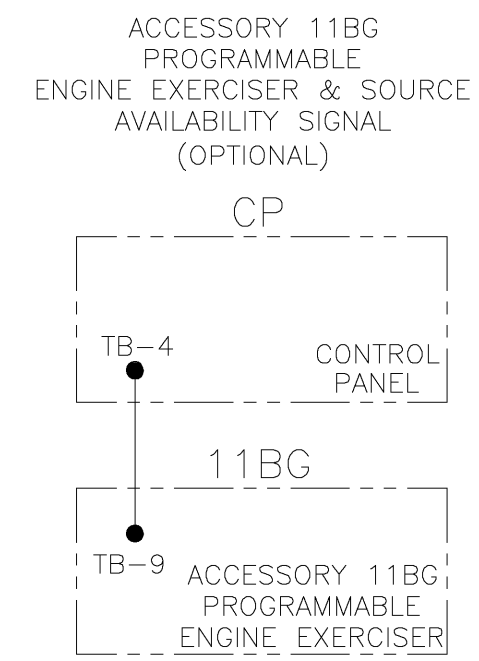 ACCESSORY 11BG
PROGRAMMABLE
ENGINE EXERCISER & SOURCE
AVAILABILITY SIGNAL
(OPTIONAL)
CP
TB-4
CONTROL
PANEL
11BG
TB-9
ACCESSORY 11BG
PROGRAMMABLE
ENGINE EXERCISER